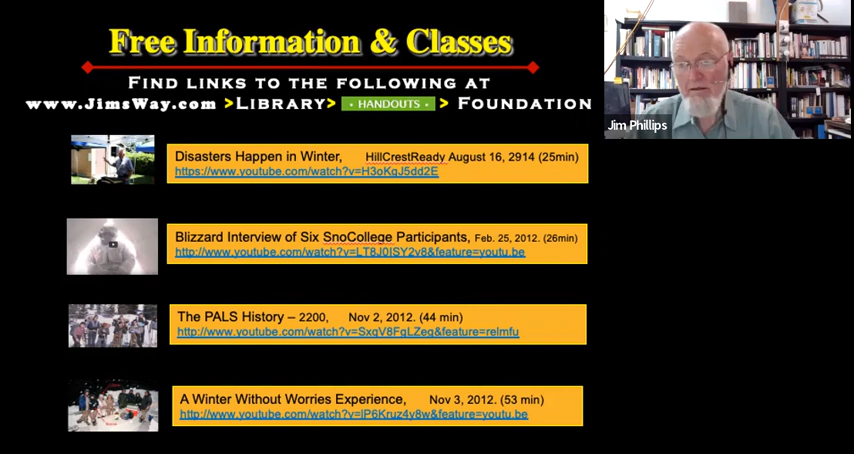 Free Information & Classes
FIND LINKS TO THE FOLLOWING AT
www.JimsWay.com >LIBRARY> • HANDOUTS • > FOUNDATION
Jim Phillips
Disasters Happen in Winter, HillCrestReady August 16, 2914 (25min)
https://www.youtube.com/watch?v=H3oKgJ5dd2E
Blizzard Interview of Six SnoCollege Participants, Feb. 25, 2012. (26min)
http://www.youtube.com/watch?v=LT8J0ISY2v8&feature=youtu.be
The PALS History – 2200, Nov 2, 2012. (44 min)
http://www.youtube.com/watch?v=SxqV8FgLZeg&feature=relmfu
A Winter Without Worries Experience, Nov 3, 2012. (53 min)
http://www.youtube.com/watch?v=lP6Kruz4y8w&feature=youtu.be